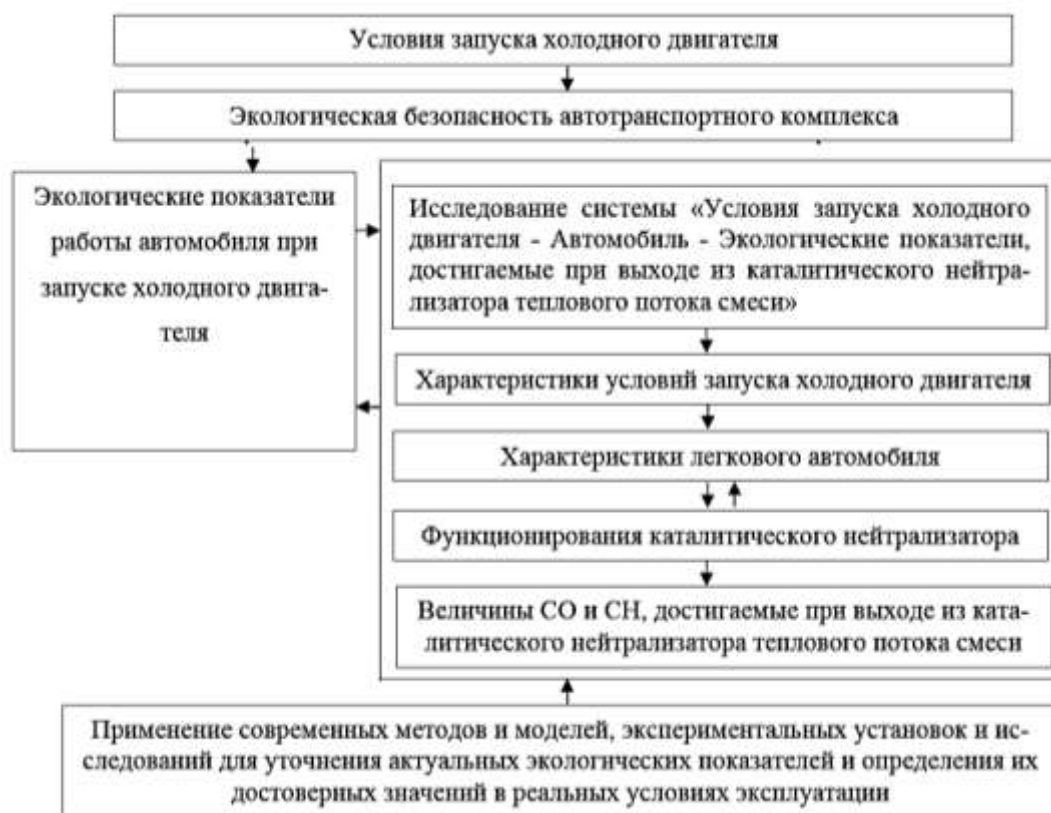 Условия запуска холодного двигателя
Экологическая безопасность автотранспортного комплекса
Экологические показатели
работы автомобиля при
запуске холодного двига-
теля
Исследование системы «Условия запуска холодного
двигателя - Автомобиль - Экологические показатели,
достигаемые при выходе из каталитического нейтра-
лизатора теплового потока смеси»
Характеристики условий запуска холодного двигателя
Характеристики легкового автомобиля
Функционирования каталитического нейтрализатора
Величины СО и СН, достигаемые при выходе из ката-
литического нейтрализатора теплового потока смеси
Применение современных методов и моделей, экспериментальных установок и ис-
следований для уточнения актуальных экологических показателей и определения их
достоверных значений в реальных условиях эксплуатации